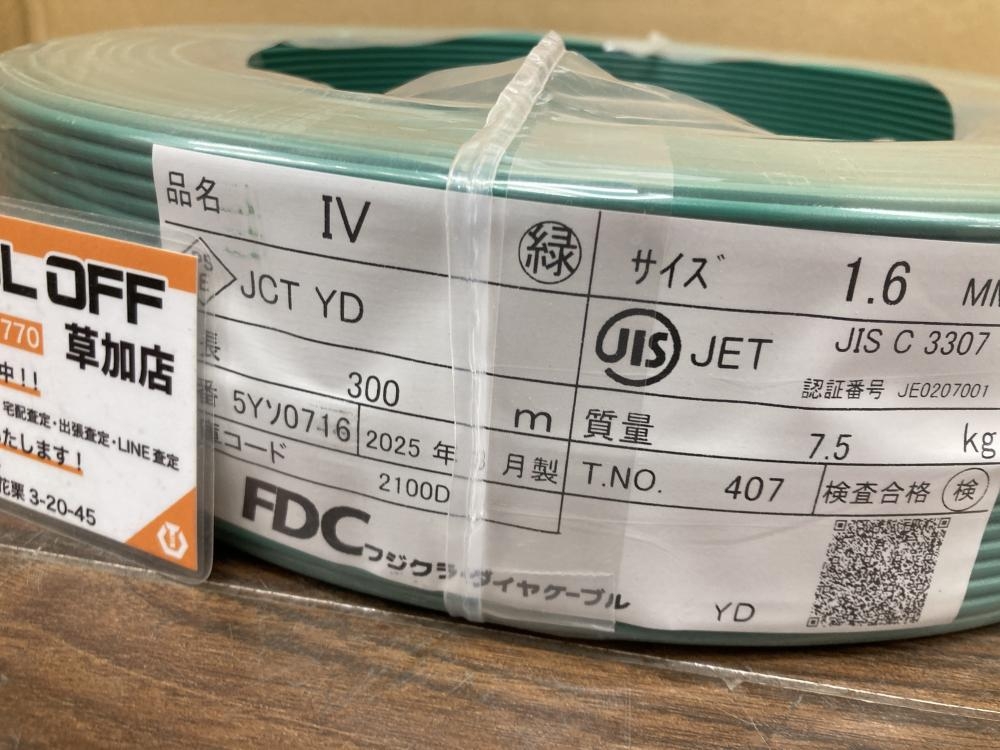 品名 IV 緑 サイズ 1.6 MM
JCT YD
JIS JET JIS C 3307
認証番号 JE0207001
長 300 m 質量 7.5 kg
番 5Yソ0716 2025 年 月製 T.NO. 407 検査合格 検
コード 2100D
FDC フジクラ・ダイヤケーブル
YD
L OFF
770 草加店
中!!
宅配査定・出張査定・LINE査定
たします!
花栗 3-20-45